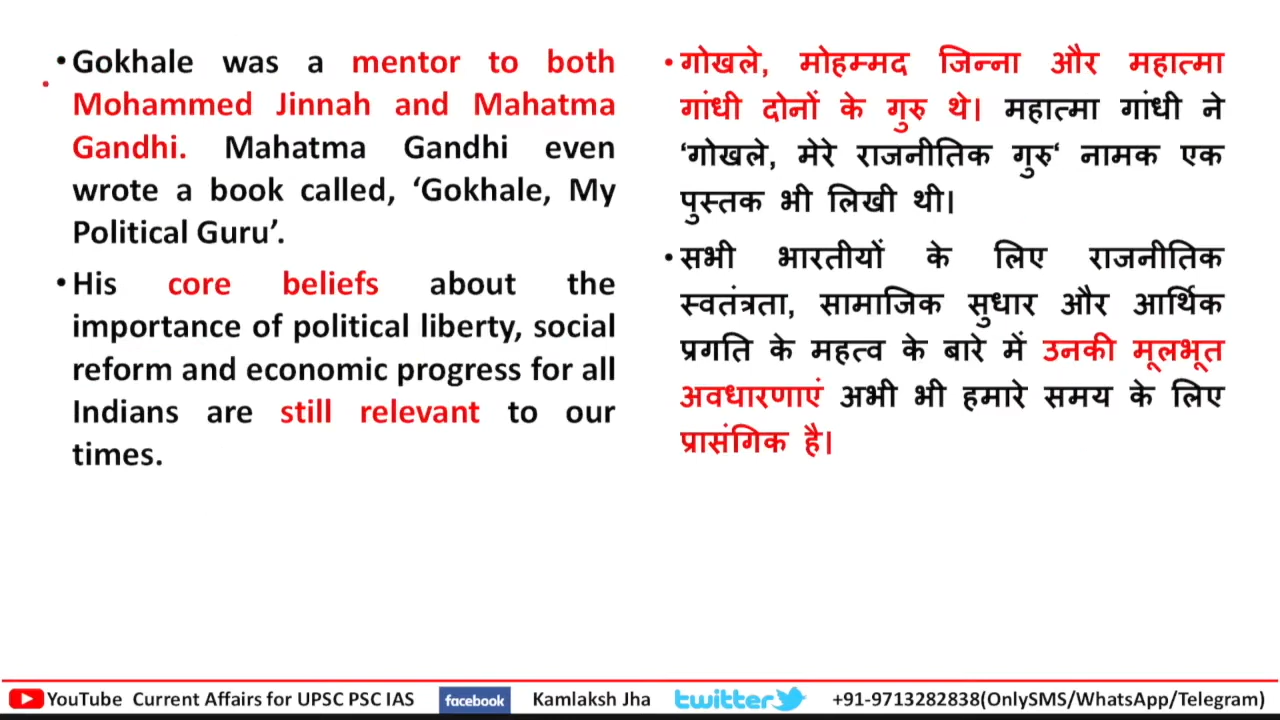 •Gokhale was a mentor to both
Mohammed Jinnah and Mahatma
Gandhi. Mahatma Gandhi even
wrote a book called, ‘Gokhale, My
Political Guru’.
•His core beliefs about the
importance of political liberty, social
reform and economic progress for all
Indians are still relevant to our
times.
•गोखले, मोहम्मद जिन्ना और महात्मा
गांधी दोनों के गुरु थे। महात्मा गांधी ने
‘गोखले, मेरे राजनीतिक गुरु‘ नामक एक
पुस्तक भी लिखी थी।
•सभी भारतीयों के लिए राजनीतिक
स्वतंत्रता, सामाजिक सुधार और आर्थिक
प्रगति के महत्व के बारे में उनकी मूलभूत
अवधारणाएं अभी भी हमारे समय के लिए
प्रासंगिक है।
YouTube Current Affairs for UPSC PSC IAS facebook Kamlaksh Jha twitter +91-9713282838(OnlySMS/WhatsApp/Telegram)